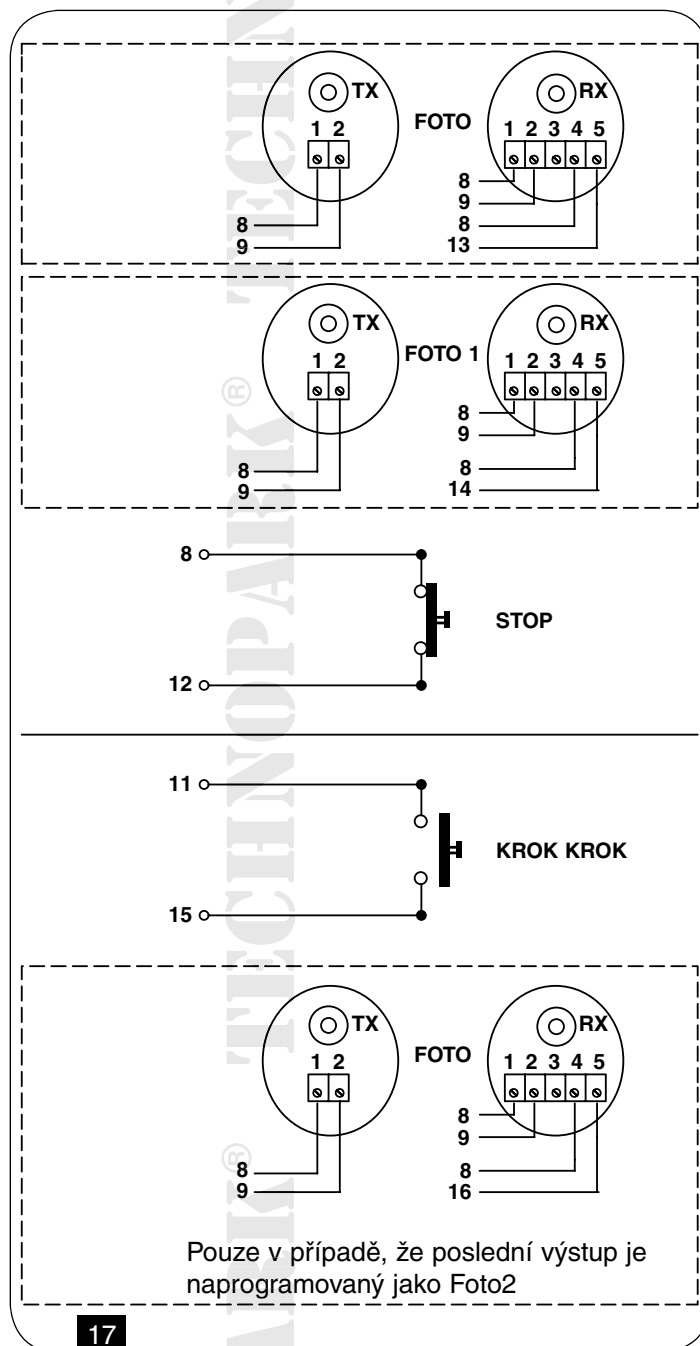 TX FOTO RX
1 2 1 2 3 4 5
8
9
8 8
9 13
TX FOTO 1 RX
1 2 1 2 3 4 5
8
9
8 8
9 14
8
STOP
12
11
KROK KROK
15
TX FOTO RX
1 2 1 2 3 4 5
8
9
8 8
9 16
Pouze v případě, že poslední výstup je
naprogramovaný jako Foto2
17
TECHNOPARK®